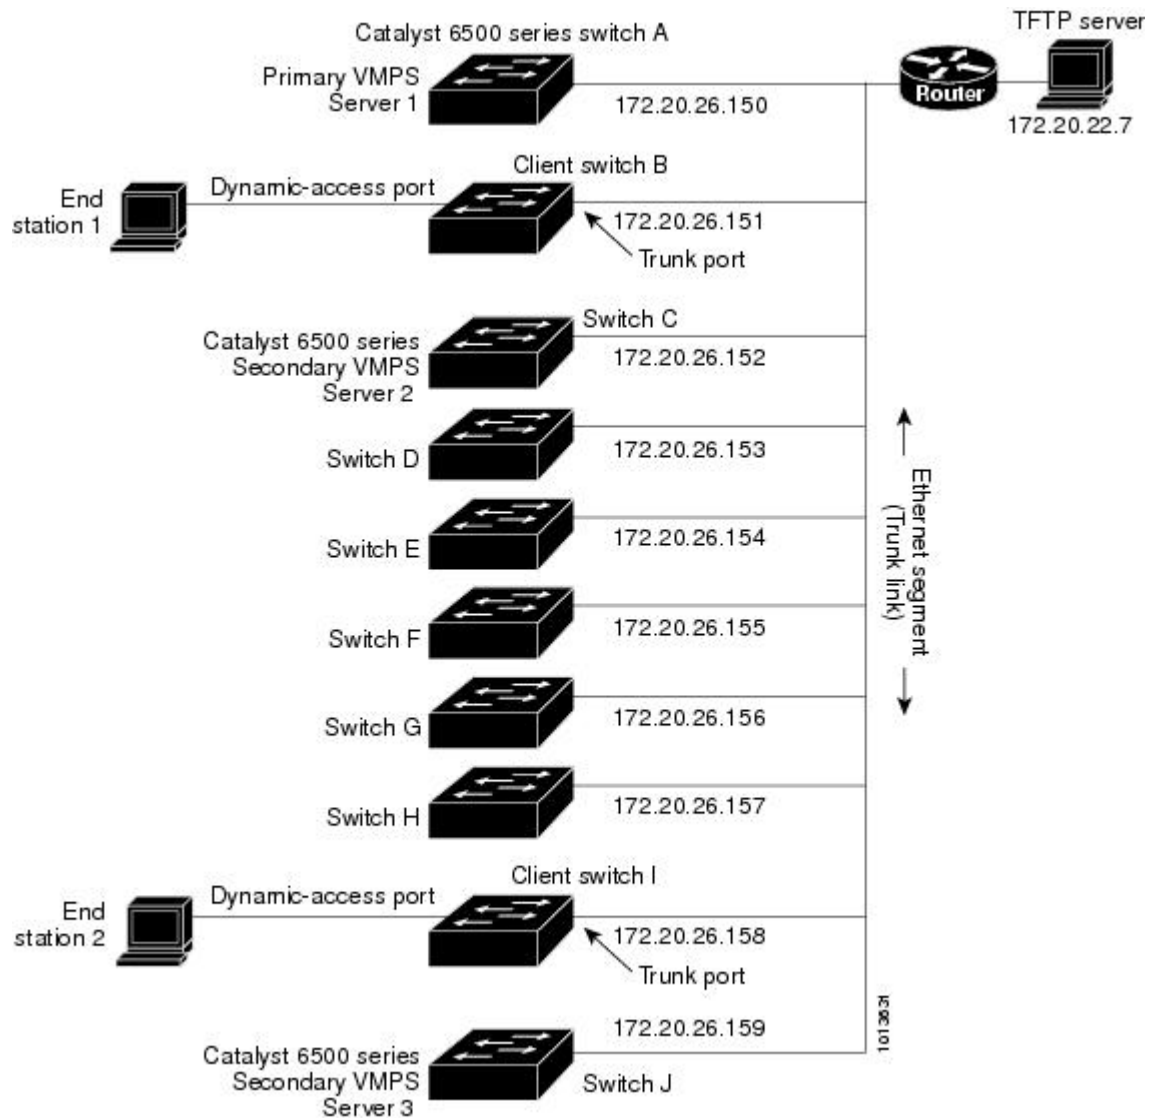 Catalyst 6500 series switch A
TFTP server
Primary VMPS
Server 1
172.20.26.150
Router
172.20.22.7
Client switch B
End
station 1
Dynamic-access port
172.20.26.151
Trunk port
Switch C
Catalyst 6500 series
Secondary VMPS
Server 2
172.20.26.152
Switch D
172.20.26.153
Switch E
172.20.26.154
Ethernet segment
(Trunk link)
Switch F
172.20.26.155
Switch G
172.20.26.156
Switch H
172.20.26.157
Client switch I
End
station 2
Dynamic-access port
172.20.26.158
Trunk port
172.20.26.159
Catalyst 6500 series
Secondary VMPS
Server 3
Switch J